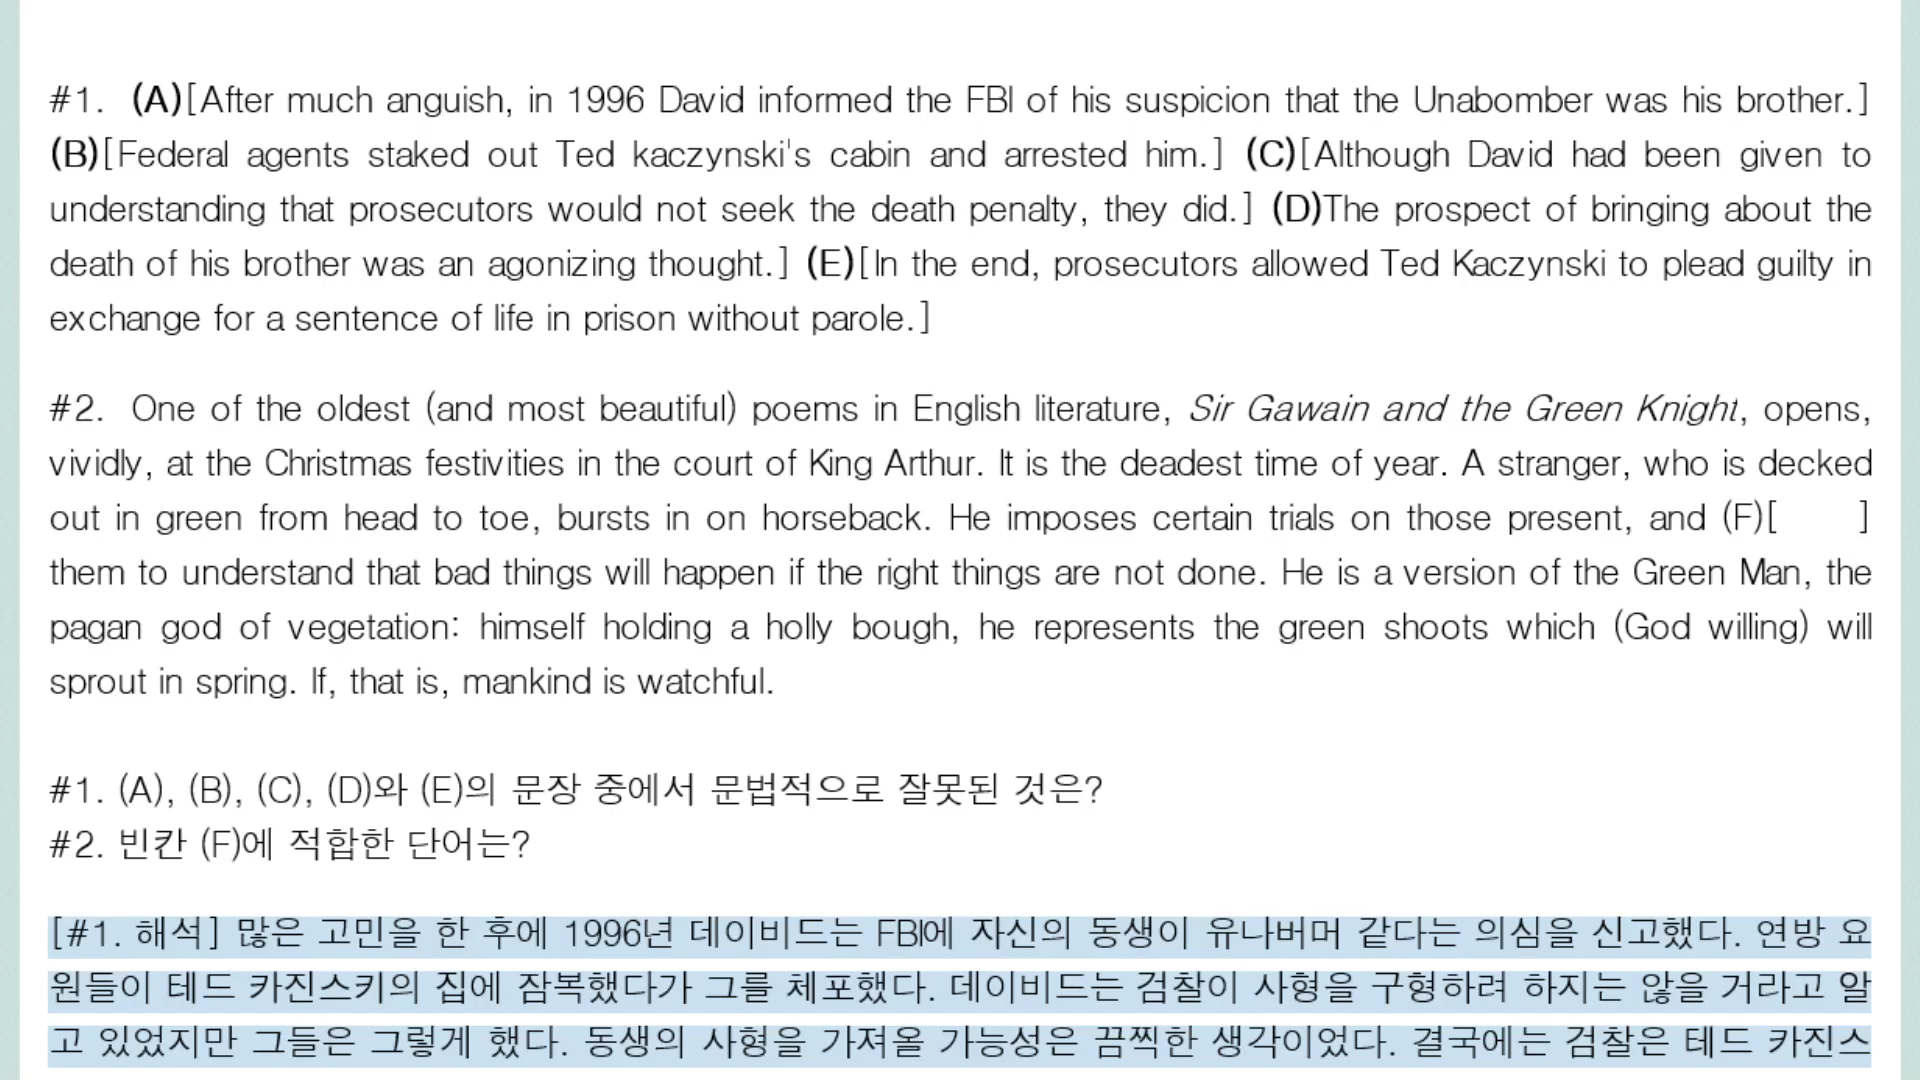 #1. (A)[After much anguish, in 1996 David informed the FBI of his suspicion that the Unabomber was his brother.]
(B)[Federal agents staked out Ted kaczynski's cabin and arrested him.] (C)[Although David had been given to
understanding that prosecutors would not seek the death penalty, they did.] (D)The prospect of bringing about the
death of his brother was an agonizing thought.] (E)[In the end, prosecutors allowed Ted Kaczynski to plead guilty in
exchange for a sentence of life in prison without parole.]
#2. One of the oldest (and most beautiful) poems in English literature, Sir Gawain and the Green Knight, opens,
vividly, at the Christmas festivities in the court of King Arthur. It is the deadest time of year. A stranger, who is decked
out in green from head to toe, bursts in on horseback. He imposes certain trials on those present, and (F)[ ]
them to understand that bad things will happen if the right things are not done. He is a version of the Green Man, the
pagan god of vegetation: himself holding a holly bough, he represents the green shoots which (God willing) will
sprout in spring. If, that is, mankind is watchful.
#1. (A), (B), (C), (D)와 (E)의 문장 중에서 문법적으로 잘못된 것은?
#2. 빈칸 (F)에 적합한 단어는?
[#1. 해석] 많은 고민을 한 후에 1996년 데이비드는 FBI에 자신의 동생이 유나버머 같다는 의심을 신고했다. 연방 요
원들이 테드 카진스키의 집에 잠복했다가 그를 체포했다. 데이비드는 검찰이 사형을 구형하려 하지는 않을 거라고 알
고 있었지만 그들은 그렇게 했다. 동생의 사형을 가져올 가능성은 끔찍한 생각이었다. 결국에는 검찰은 테드 카진스